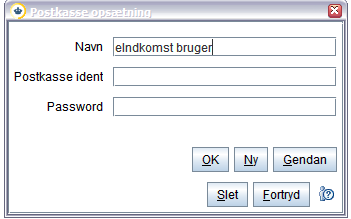 Postkasse opsætning
Navn eIndkomst bruger
Postkasse ident
Password
OK Ny Gendan
Slet Fortryd